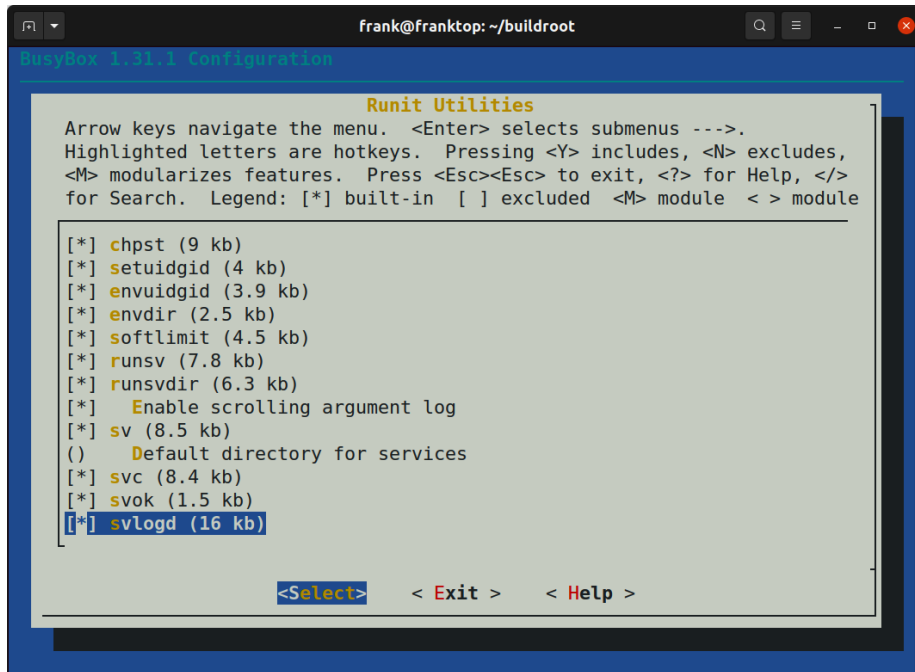 frank@franktop: ~/buildroot
BusyBox 1.31.1 Configuration
Runit Utilities
Arrow keys navigate the menu.  <Enter> selects submenus --->.
Highlighted letters are hotkeys.  Pressing <Y> includes, <N> excludes,
<M> modularizes features.  Press <Esc><Esc> to exit, <?> for Help, </>
for Search.  Legend: [*] built-in  [ ] excluded  <M> module  < > module
[*] chpst (9 kb)
[*] setuidgid (4 kb)
[*] envuidgid (3.9 kb)
[*] envdir (2.5 kb)
[*] softlimit (4.5 kb)
[*] runsv (7.8 kb)
[*] runsvdir (6.3 kb)
[*]   Enable scrolling argument log
[*] sv (8.5 kb)
()    Default directory for services
[*] svc (8.4 kb)
[*] svok (1.5 kb)
[*] svlogd (16 kb)
<Select>    < Exit >    < Help >